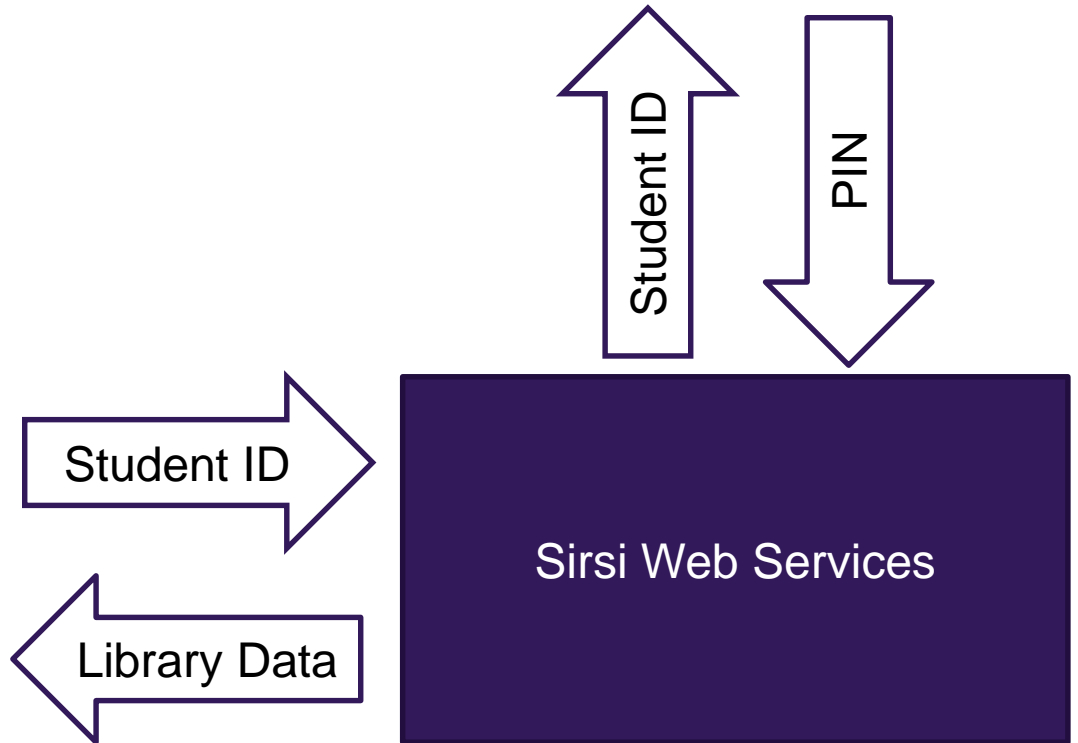 Student ID
PIN
Student ID
Sirsi Web Services
Library Data